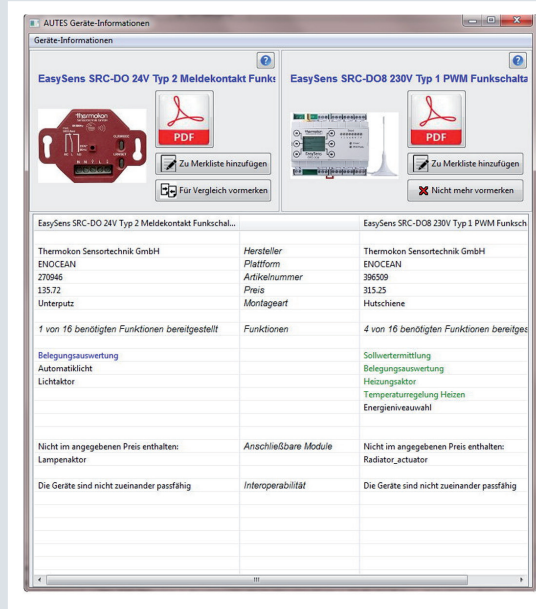 AUTES Geräte-Informationen
Geräte-Informationen
EasySens SRC-DO 24V Typ 2 Meldekontakt Funks
EasySens SRC-DO8 230V Typ 1 PWM Funkschalta
thermokon
PDF
Zu Merkliste hinzufügen
Für Vergleich vormerken
PDF
Zu Merkliste hinzufügen
Nicht mehr vormerken
EasySens SRC-DO 24V Typ 2 Meldekontakt Funkschal... EasySens SRC-DO8 230V Typ 1 PWM Funksch
Thermokon Sensortechnik GmbH Hersteller Thermokon Sensortechnik GmbH
ENOCEAN Plattform ENOCEAN
270946 Artikelnummer 396509
135.72 Preis 315.25
Unterputz Montageart Hutschiene
1 von 16 benötigten Funktionen bereitgestellt Funktionen 4 von 16 benötigten Funktionen bereitges
Belegungsauswertung Sollwertermittlung
Automatiklicht Belegungsauswertung
Lichtaktor Heizungsaktor
Temperaturregelung Heizen
Energieniveauwahl
Nicht im angegebenen Preis enthalten: Anschließbare Module Nicht im angegebenen Preis enthalten:
Lampenaktor Radiator_actuator
Die Geräte sind nicht zueinander passfähig Interoperabilität Die Geräte sind nicht zueinander passfähig